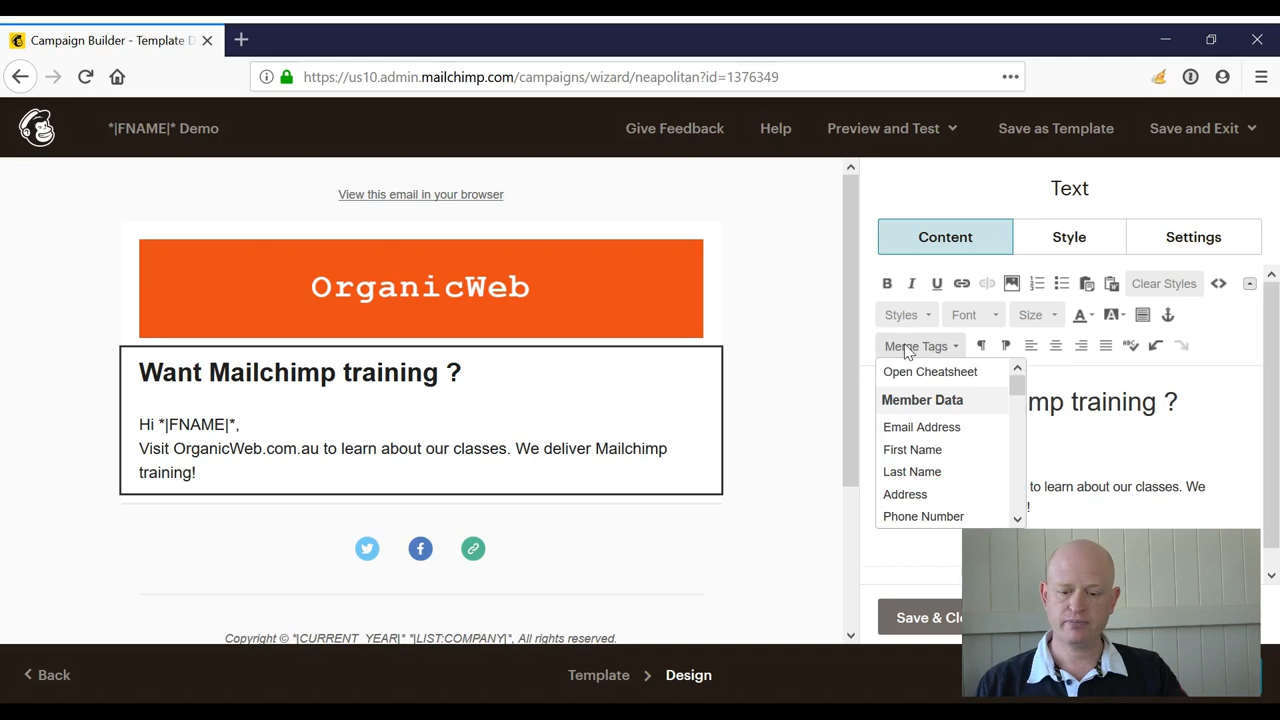 Campaign Builder - Template D
https://us10.admin.mailchimp.com/campaigns/wizard/neapolitan?id=1376349
*|FNAME|* Demo
Give Feedback
Help
Preview and Test
Save as Template
Save and Exit
View this email in your browser
OrganicWeb
Want Mailchimp training ?
Hi *|FNAME|*,
Visit OrganicWeb.com.au to learn about our classes. We deliver Mailchimp
training!
Copyright © *|CURRENT_YEAR|* *|LIST:COMPANY|*, All rights reserved.
Text
Content
Style
Settings
B I U
Clear Styles
Styles
Font
Size
A A
Merge Tags
ABC
Open Cheatsheet
Member Data
Email Address
First Name
Last Name
Address
Phone Number
mp training ?
to learn about our classes. We
!
Save & Clo
Back
Template
Design